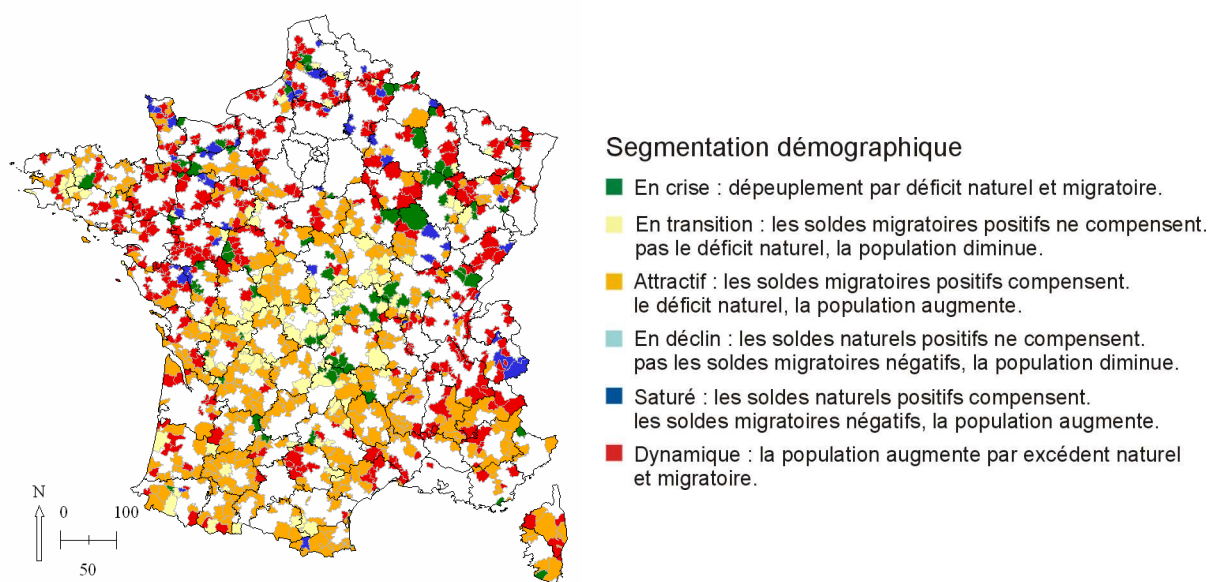 Segmentation démographique
En crise : dépeuplement par déficit naturel et migratoire.
En transition : les soldes migratoires positifs ne compensent.
pas le déficit naturel, la population diminue.
Attractif : les soldes migratoires positifs compensent.
le déficit naturel, la population augmente.
En déclin : les soldes naturels positifs ne compensent.
pas les soldes migratoires négatifs, la population diminue.
Saturé : les soldes naturels positifs compensent.
les soldes migratoires négatifs, la population augmente.
Dynamique : la population augmente par excédent naturel
et migratoire.
N
0 100
50